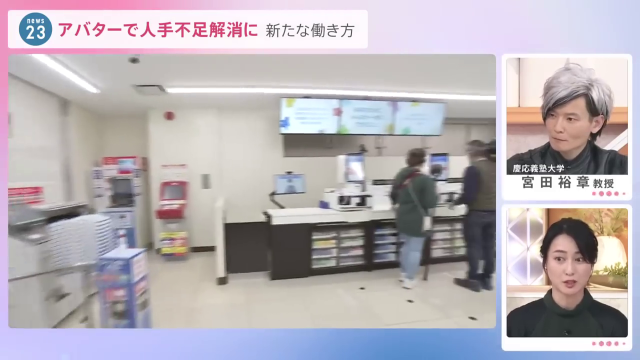 news
23
アバターで人手不足解消に 新たな働き方
慶応義塾大学
宮田裕章 教授